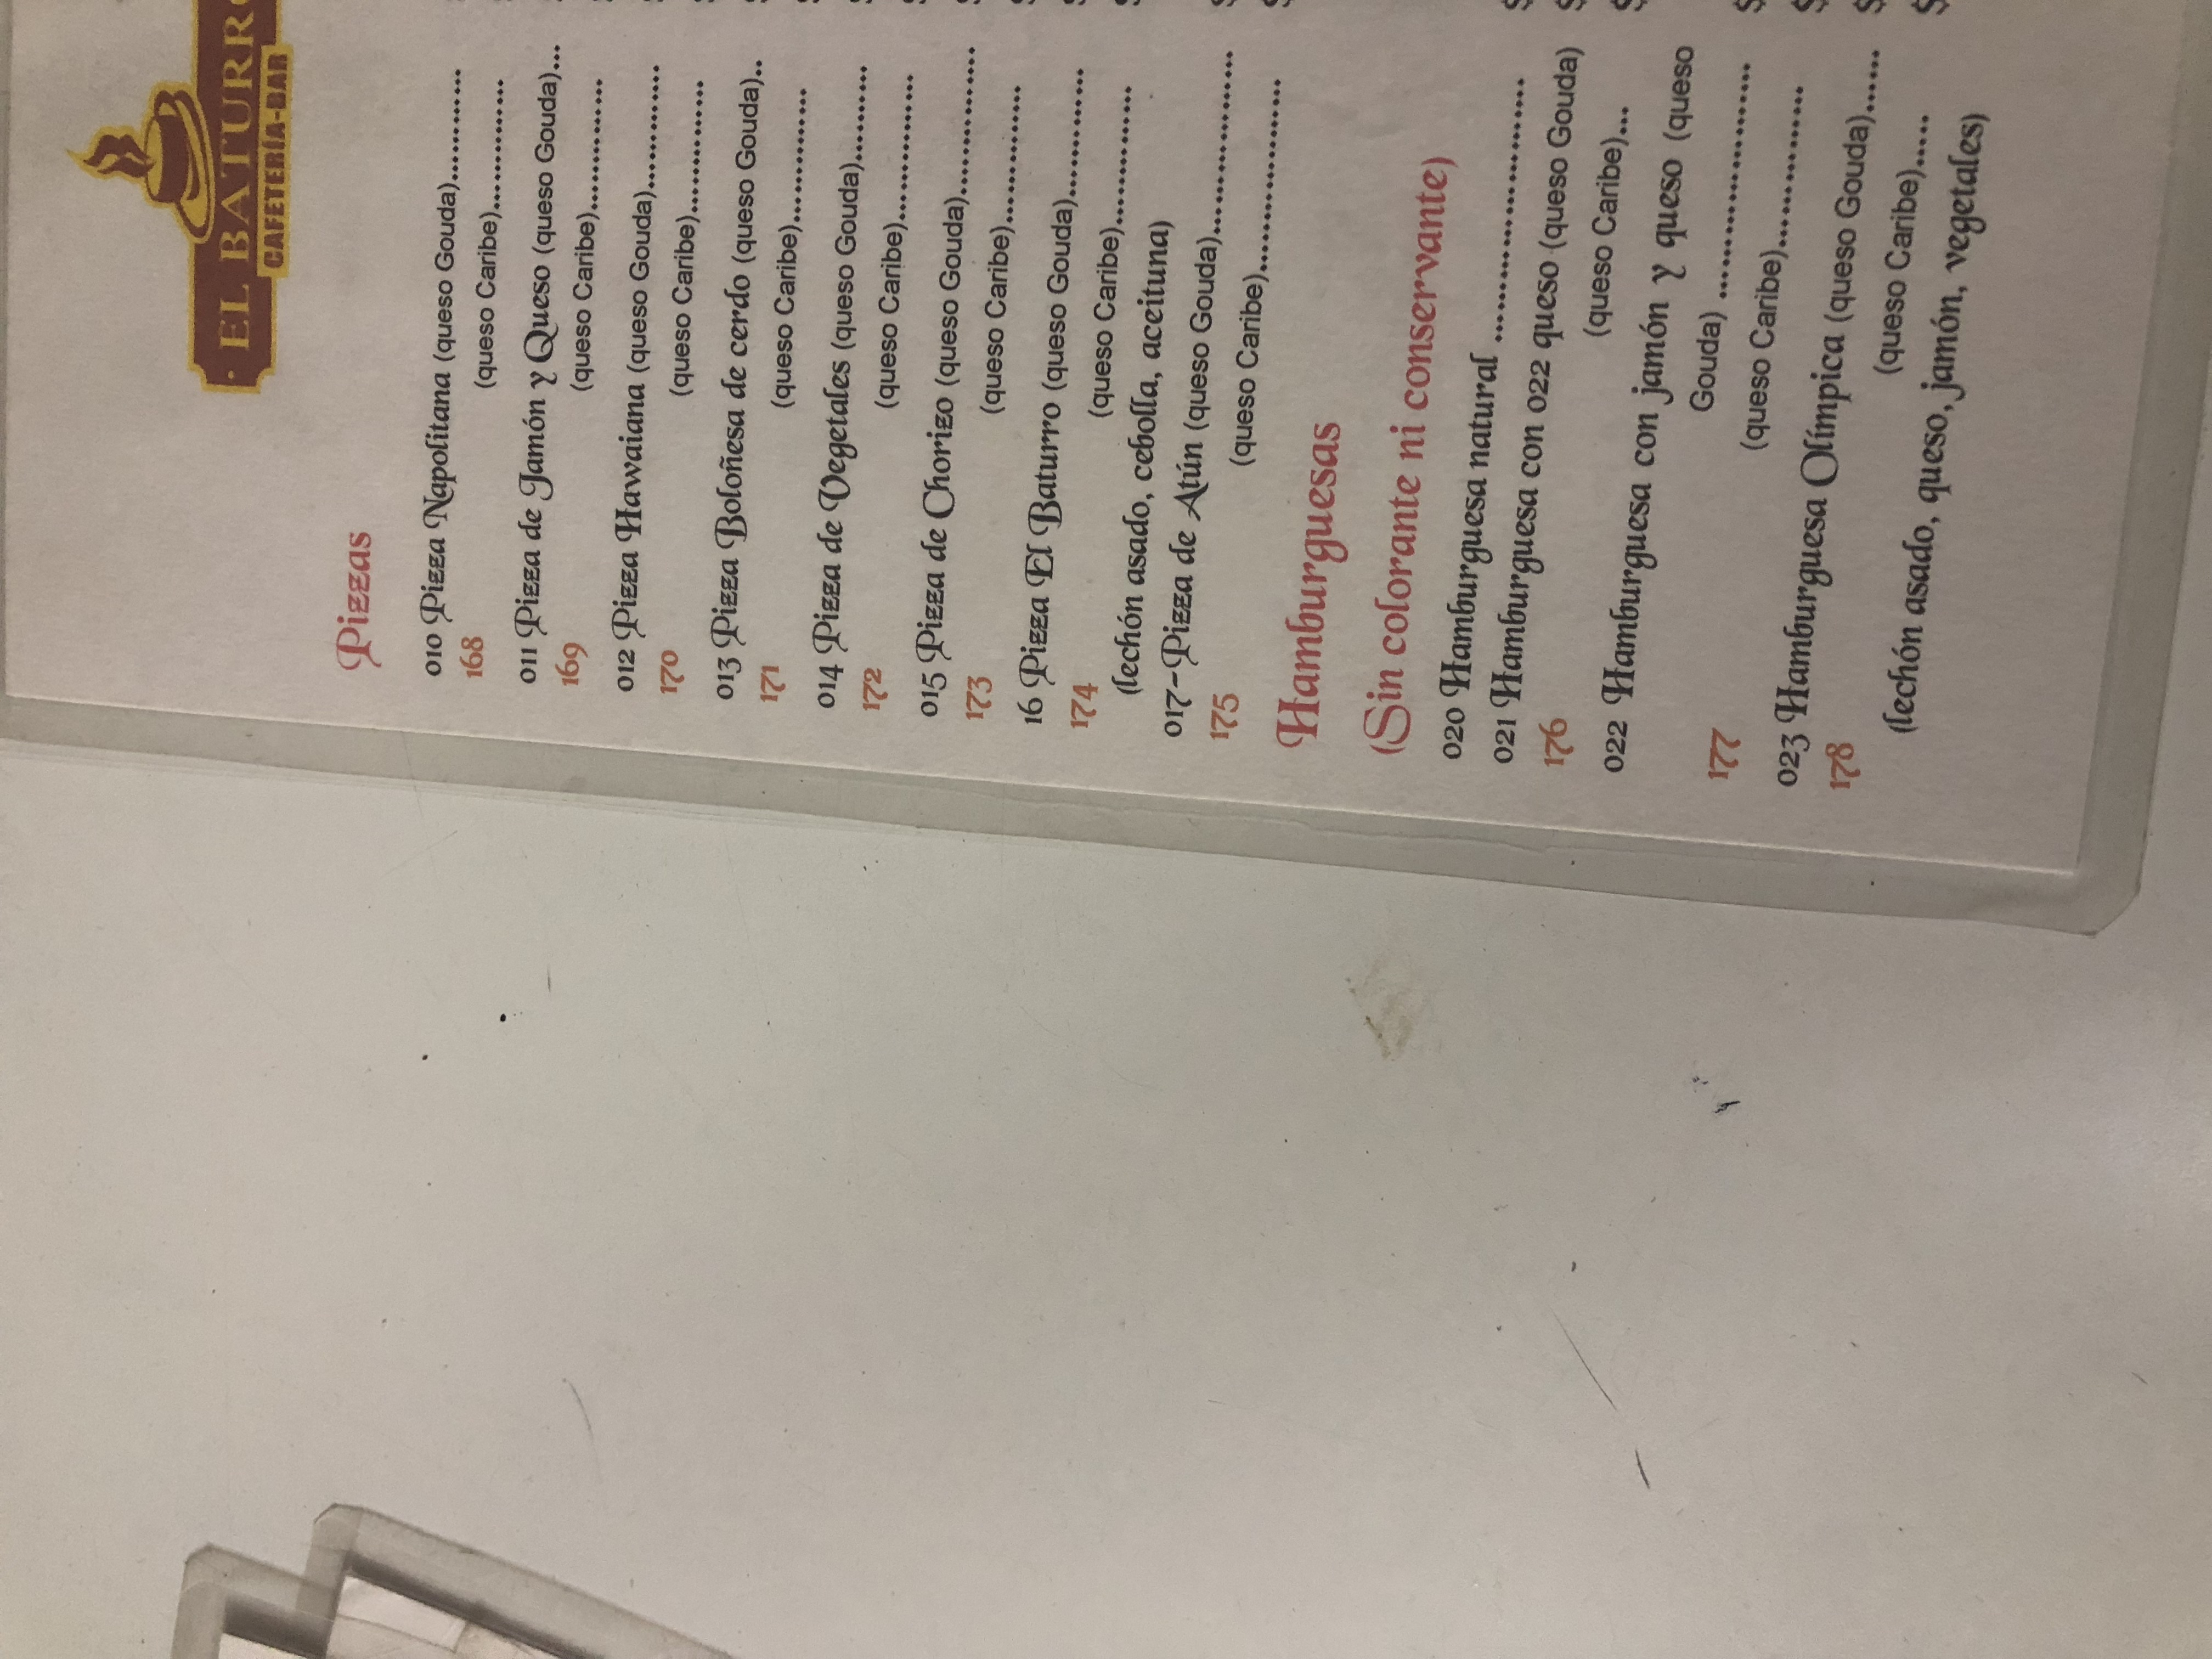 EL BATURRO
CAFETERÍA-BAR
Pizzas
010 Pizza Napolitana (queso Gouda)............
168 (queso Caribe)..............
011 Pizza de Jamón y Queso (queso Gouda)...
169 (queso Caribe)..............
012 Pizza Hawaiana (queso Gouda).............
170 (queso Caribe)..............
013 Pizza Boloñesa de cerdo (queso Gouda)..
171 (queso Caribe)..............
014 Pizza de Vegetales (queso Gouda)..........
172 (queso Caribe)...............
015 Pizza de Chorizo (queso Gouda)................
173 (queso Caribe)..............
16 Pizza El Baturro (queso Gouda).............
174 (queso Caribe)..............
(lechón asado, cebolla, aceituna)
017-Pizza de Atún (queso Gouda)...................
175 (queso Caribe)....................
Hamburguesas
(Sin colorante ni conservante)
020 Hamburguesa natural ......................... $
021 Hamburguesa con 022 queso (queso Gouda) $
176 (queso Caribe)... $
022 Hamburguesa con jamón y queso (queso
Gouda) ....................... $
177 (queso Caribe)................ $
023 Hamburguesa Olímpica (queso Gouda)...... $
178 (queso Caribe)..... $
(lechón asado, queso, jamón, vegetales)